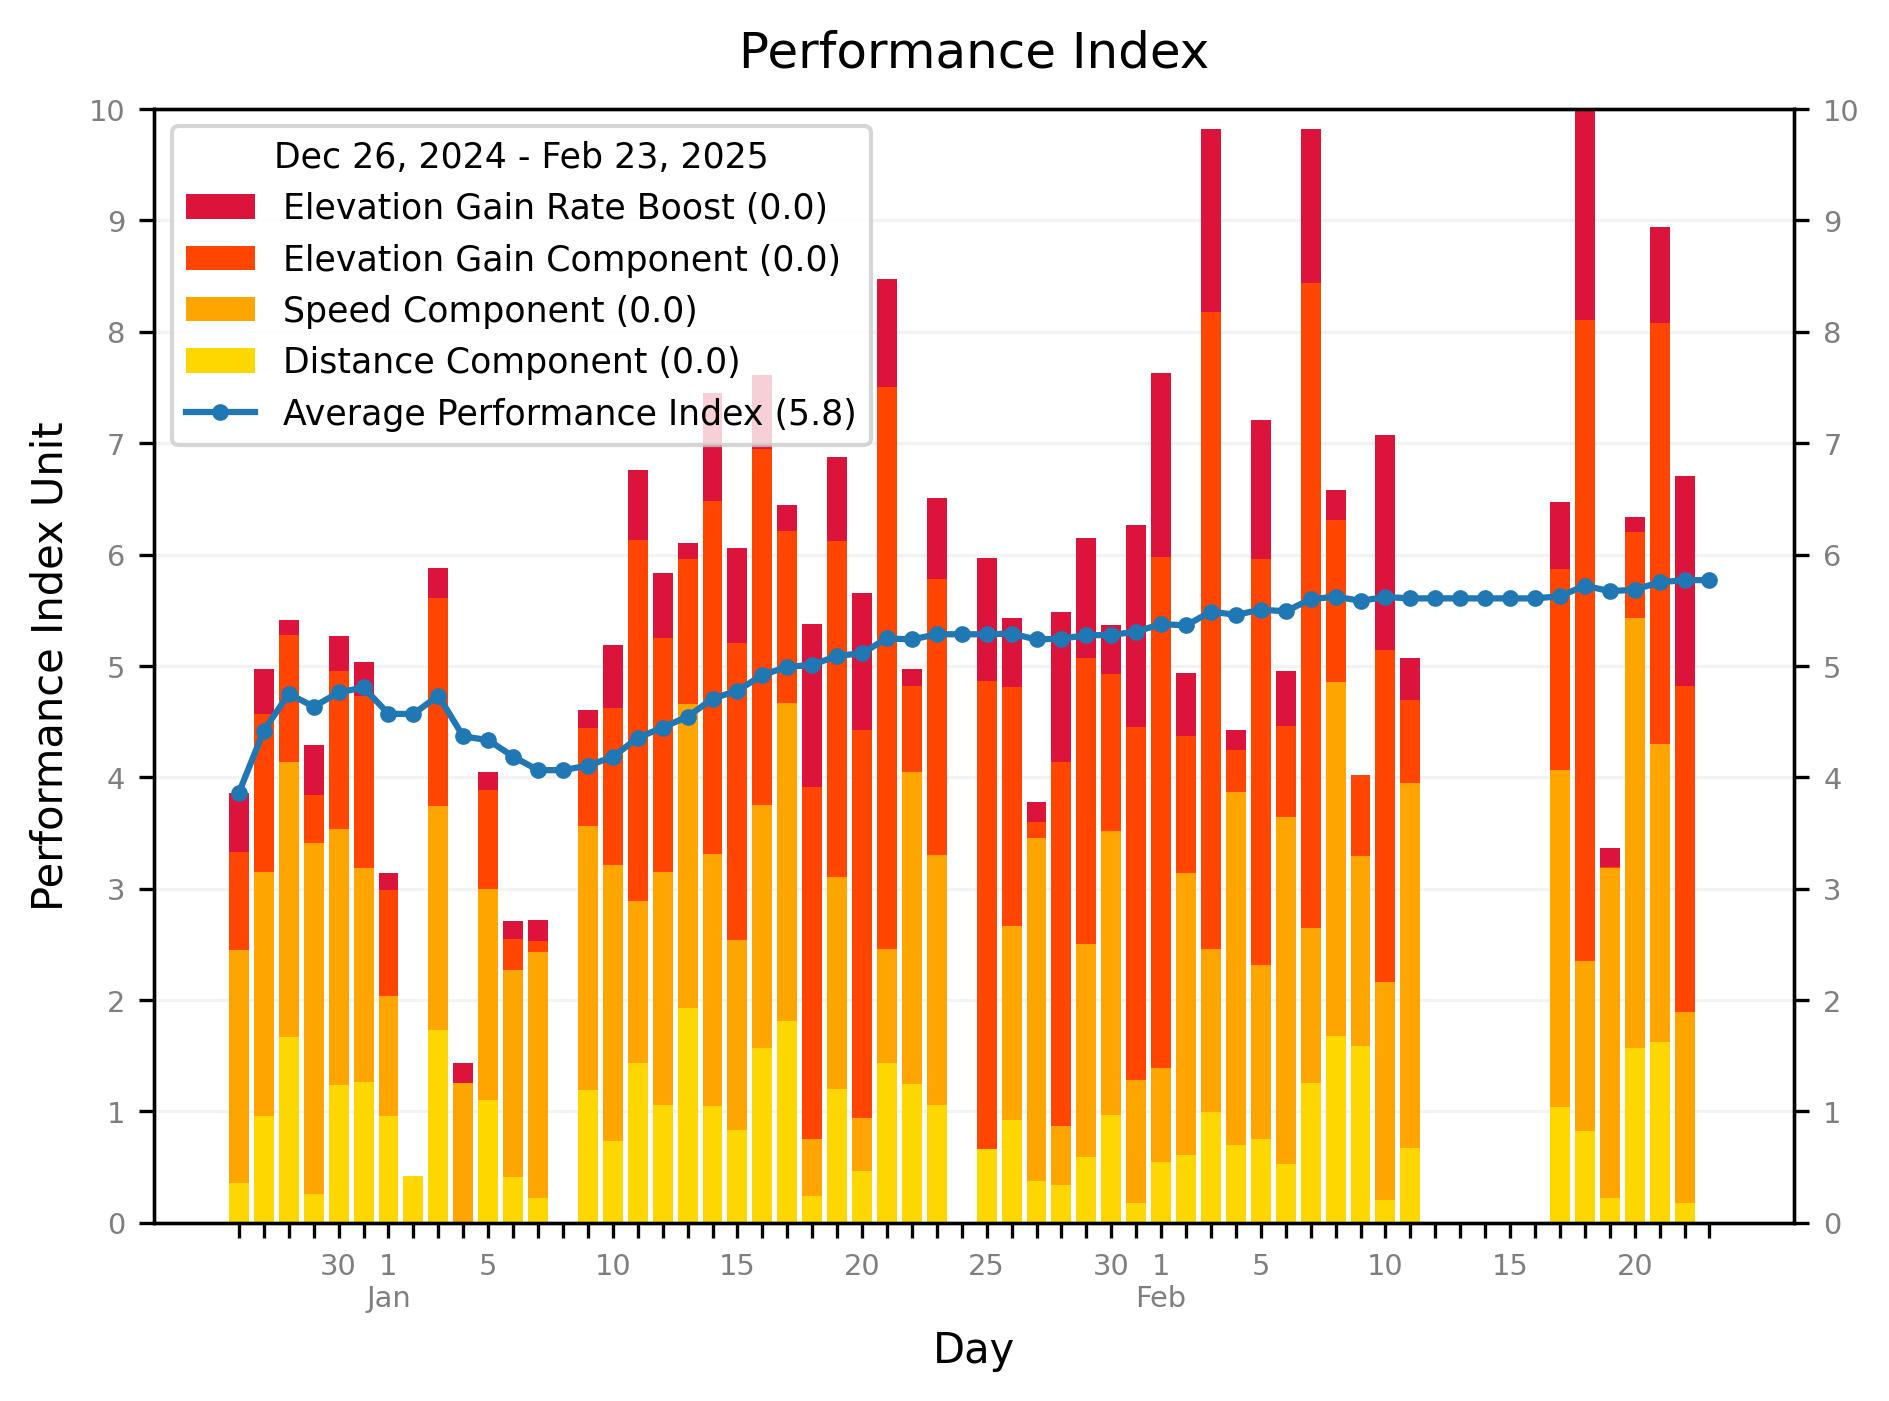 Performance Index
10
9
8
7
6
5
4
3
2
1
0
Performance Index Unit
Dec 26, 2024 - Feb 23, 2025
Elevation Gain Rate Boost (0.0)
Elevation Gain Component (0.0)
Speed Component (0.0)
Distance Component (0.0)
Average Performance Index (5.8)
10
9
8
7
6
5
4
3
2
1
0
30 1 5 10 15 20 25 30 1 5 10 15 20
Jan Feb
Day